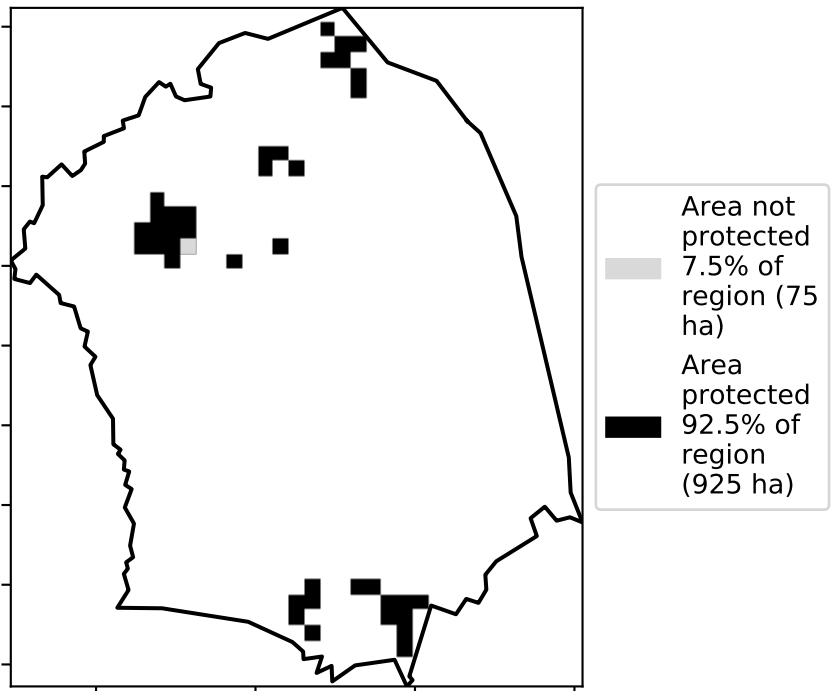 Area not
protected
7.5% of
region (75
ha)
Area
protected
92.5% of
region
(925 ha)